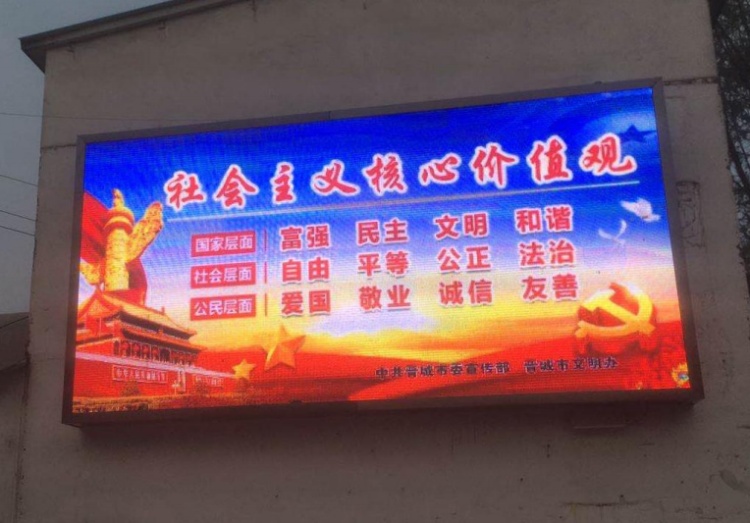 社会主义核心价值观
国家层面 富强 民主 文明 和谐
社会层面 自由 平等 公正 法治
公民层面 爱国 敬业 诚信 友善
中共晋城市委宣传部 晋城市文明办